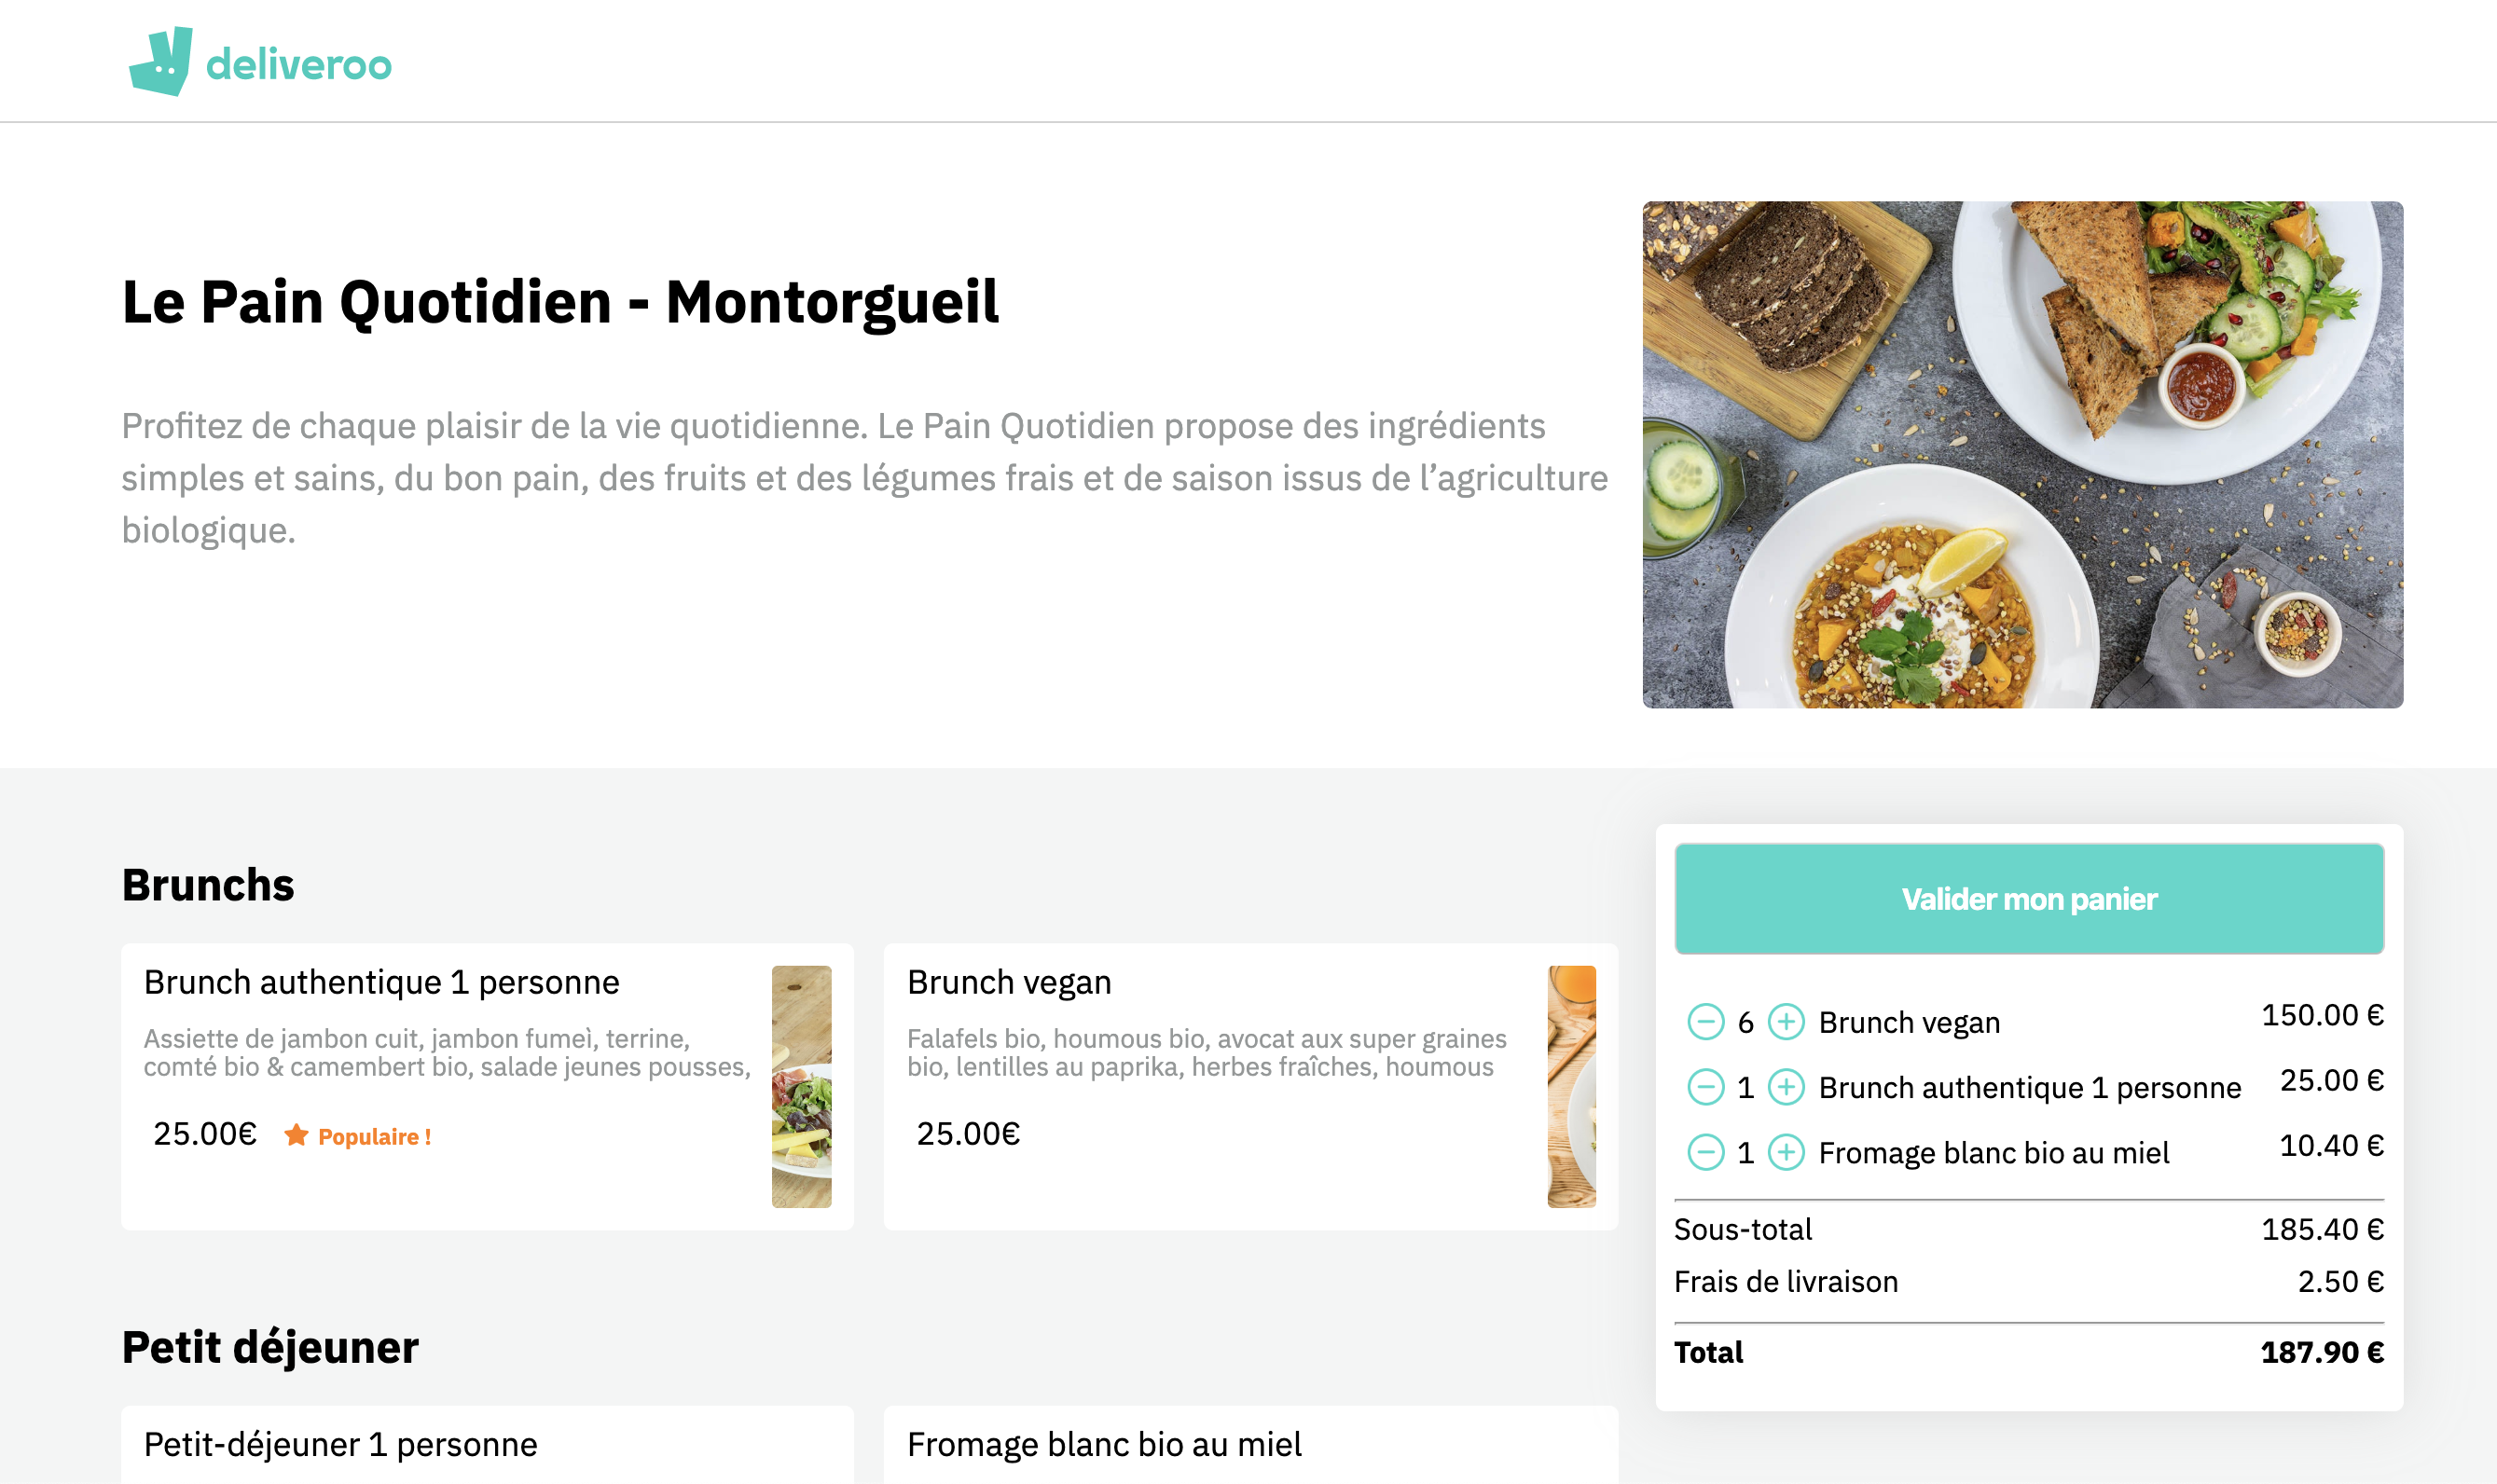 deliveroo
Le Pain Quotidien - Montorgueil
Profitez de chaque plaisir de la vie quotidienne. Le Pain Quotidien propose des ingrédients
simples et sains, du bon pain, des fruits et des légumes frais et de saison issus de l’agriculture
biologique.
Brunchs
Brunch authentique 1 personne
Assiette de jambon cuit, jambon fumeì, terrine,
comté bio & camembert bio, salade jeunes pousses,
25.00€ Populaire !
Brunch vegan
Falafels bio, houmous bio, avocat aux super graines
bio, lentilles au paprika, herbes fraîches, houmous
25.00€
Petit déjeuner
Petit-déjeuner 1 personne
Fromage blanc bio au miel
Valider mon panier
6 Brunch vegan 150.00 €
1 Brunch authentique 1 personne 25.00 €
1 Fromage blanc bio au miel 10.40 €
Sous-total 185.40 €
Frais de livraison 2.50 €
Total 187.90 €